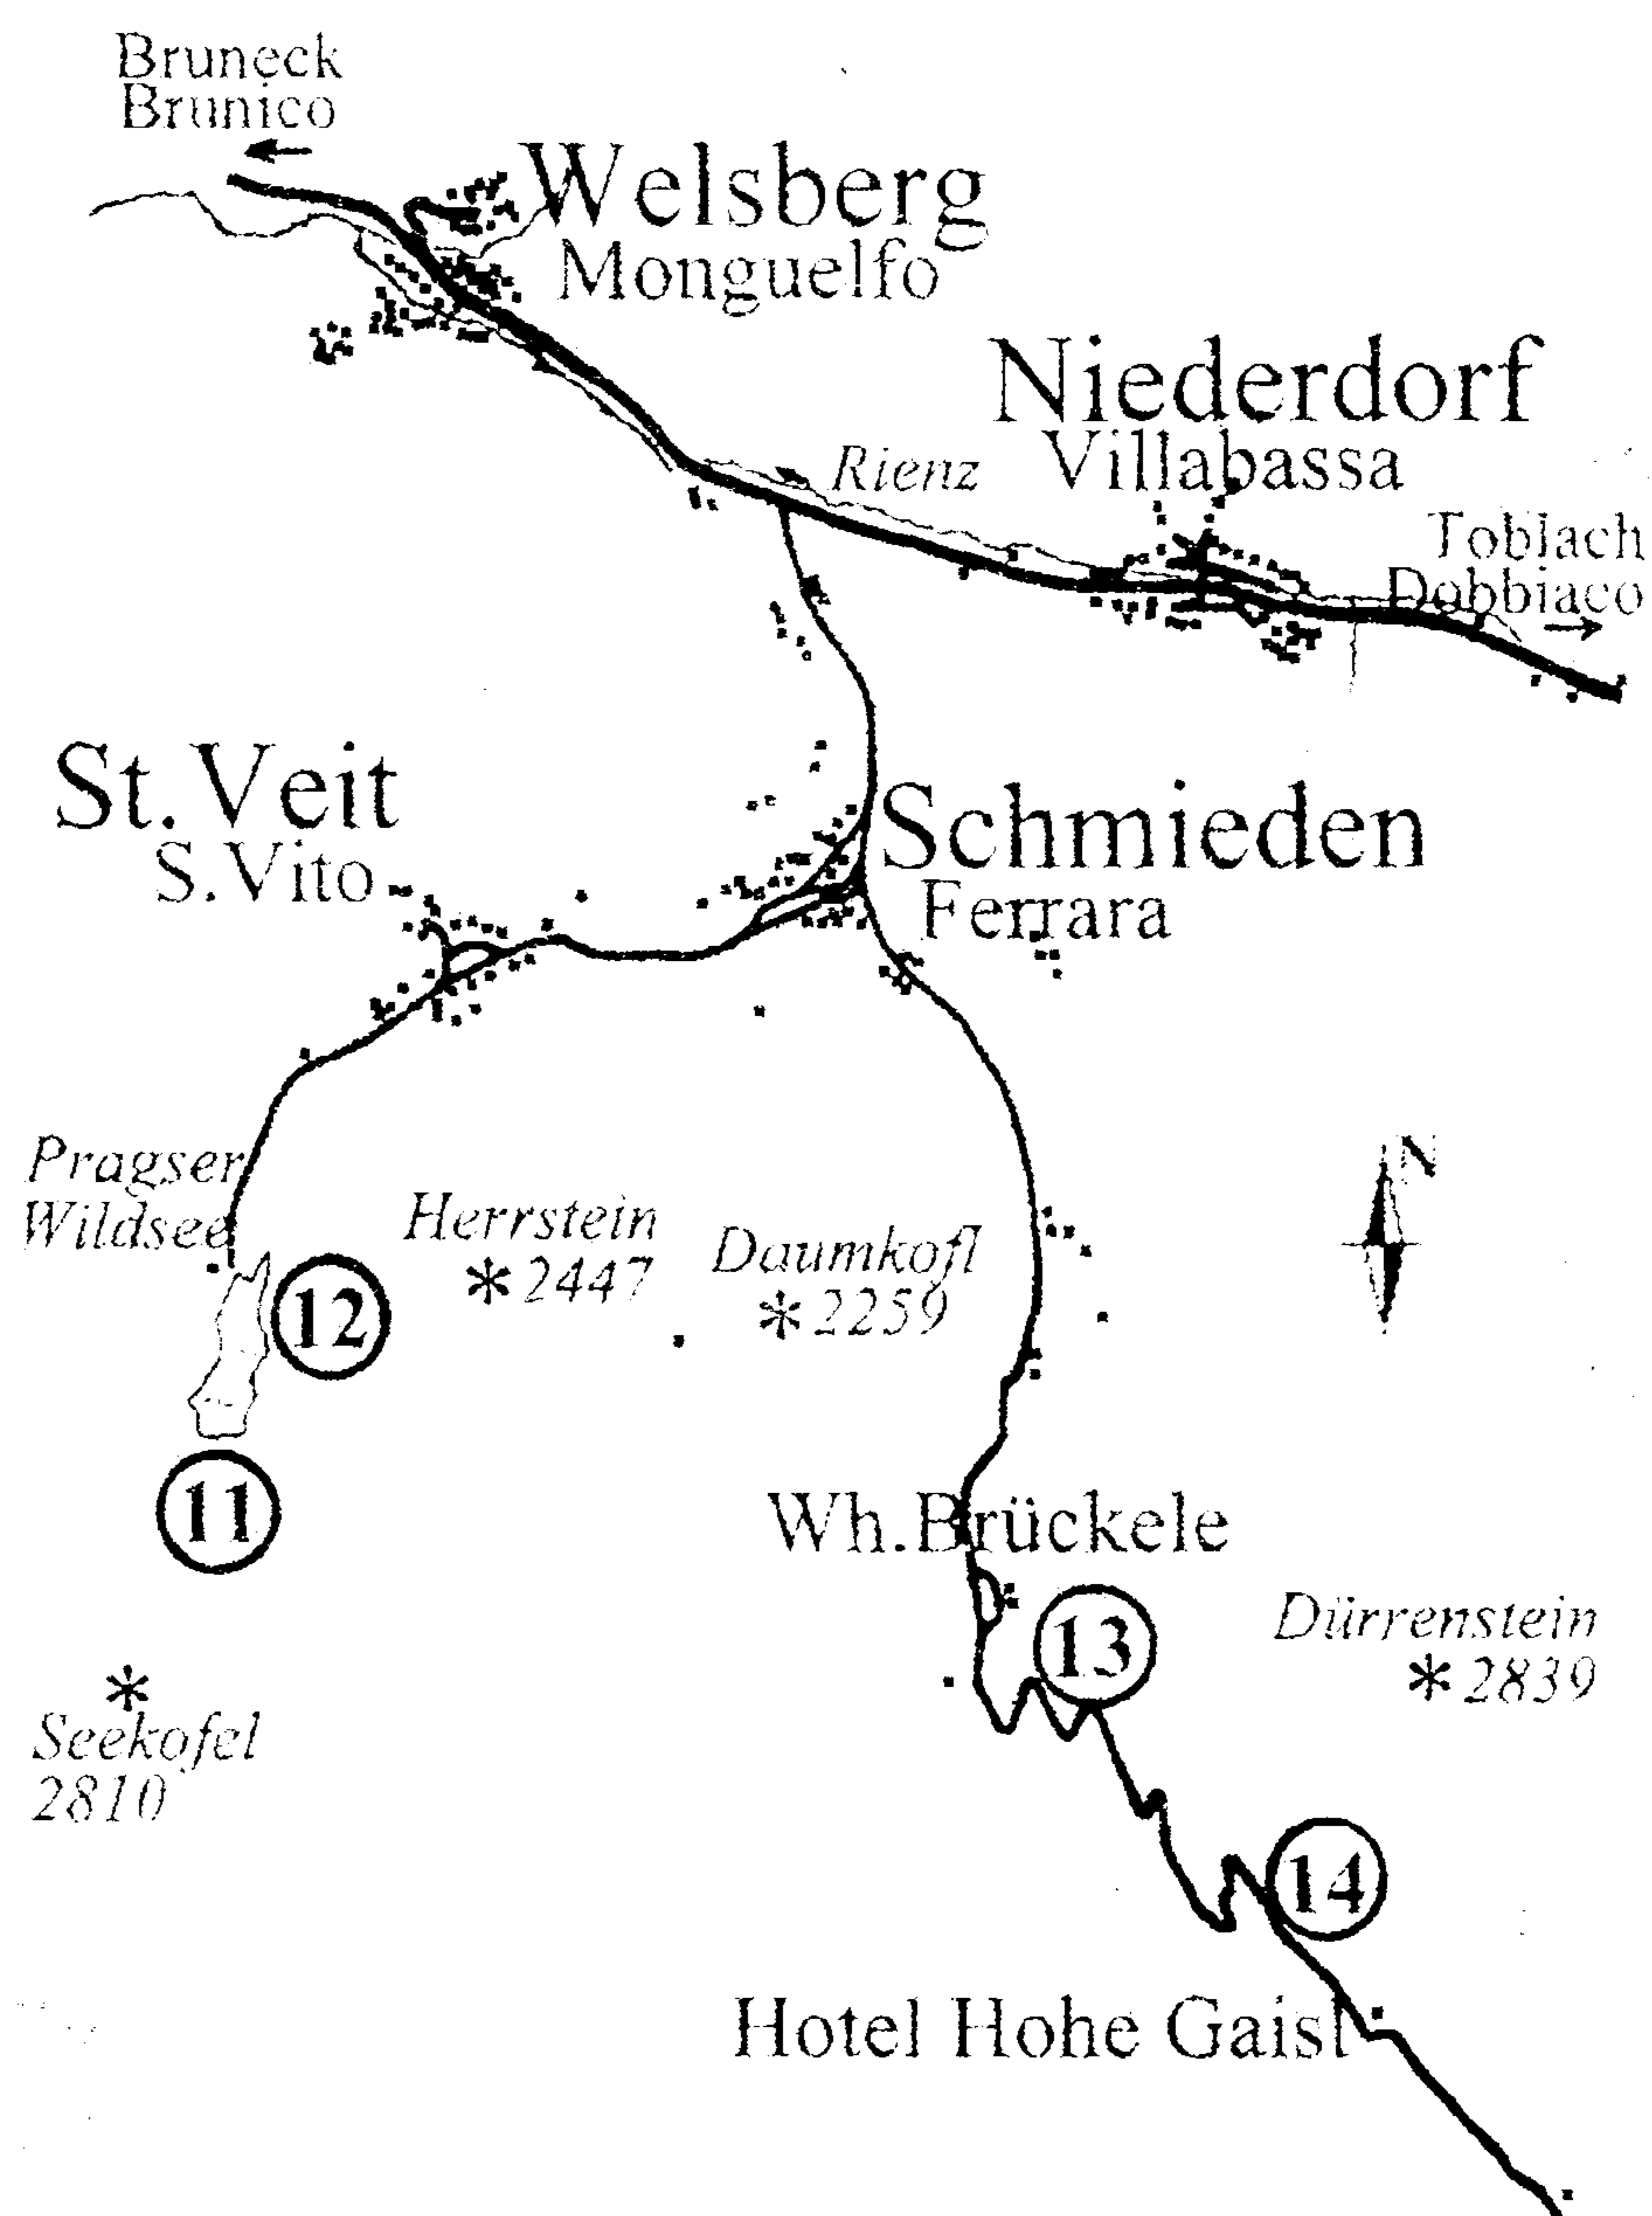 Bruneck
Brunico
Welsberg
Monguelfo
Niederdorf
Villabassa
Rienz
Toblach
Dobbiaco
St.Veit
S.Vito
Schmieden
Ferrara
N
Pragser
Wildsee
Herrstein
2447
Daumkofl
2259
12
11
Wh.Brückele
13
Dürrenstein
2839
Seekofel
2810
14
Hotel Hohe Gaisl